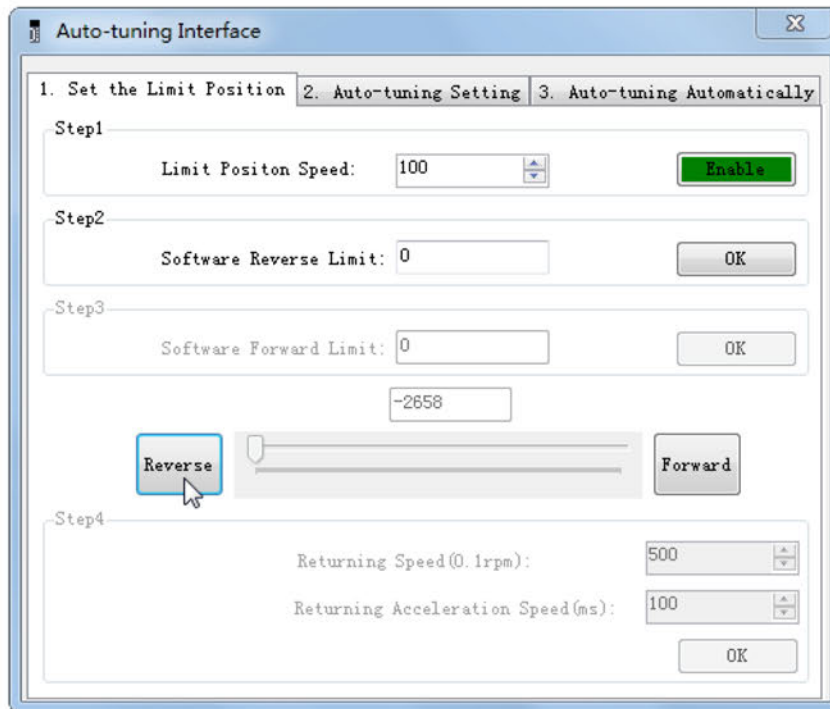 Auto-tuning Interface
1. Set the Limit Position 2. Auto-tuning Setting 3. Auto-tuning Automatically
Step1
Limit Positon Speed: 100 Enable
Step2
Software Reverse Limit: 0 OK
Step3
Software Forward Limit: 0 OK
-2658
Reverse Forward
Step4
Returning Speed(0.1rpm): 500
Returning Acceleration Speed(ms): 100
OK